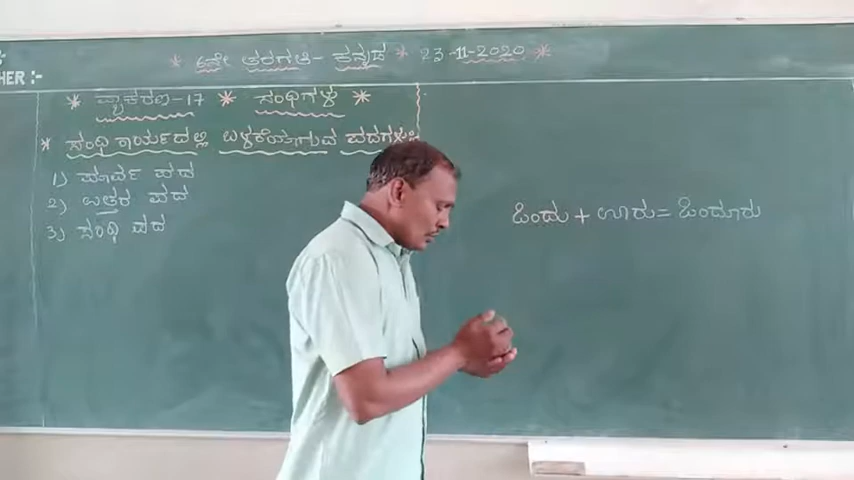 HER *
* 6ನೇ ತರಗತಿ - ಕನ್ನಡ * 23-11-2020 *
* ವ್ಯಾಕರಣ-17 * ಸಂಧಿಗಳು *
* ಸಂಧಿ ಕಾರ್ಯದಲ್ಲಿ ಬಳಕೆಯಾಗುವ ಪದಗಳು
1) ಪೂರ್ವ ಪದ
2) ಉತ್ತರ ಪದ
3) ಸಂಧಿ ಪದ
ಹಿಂದು + ಊರು = ಹಿಂದೂರು